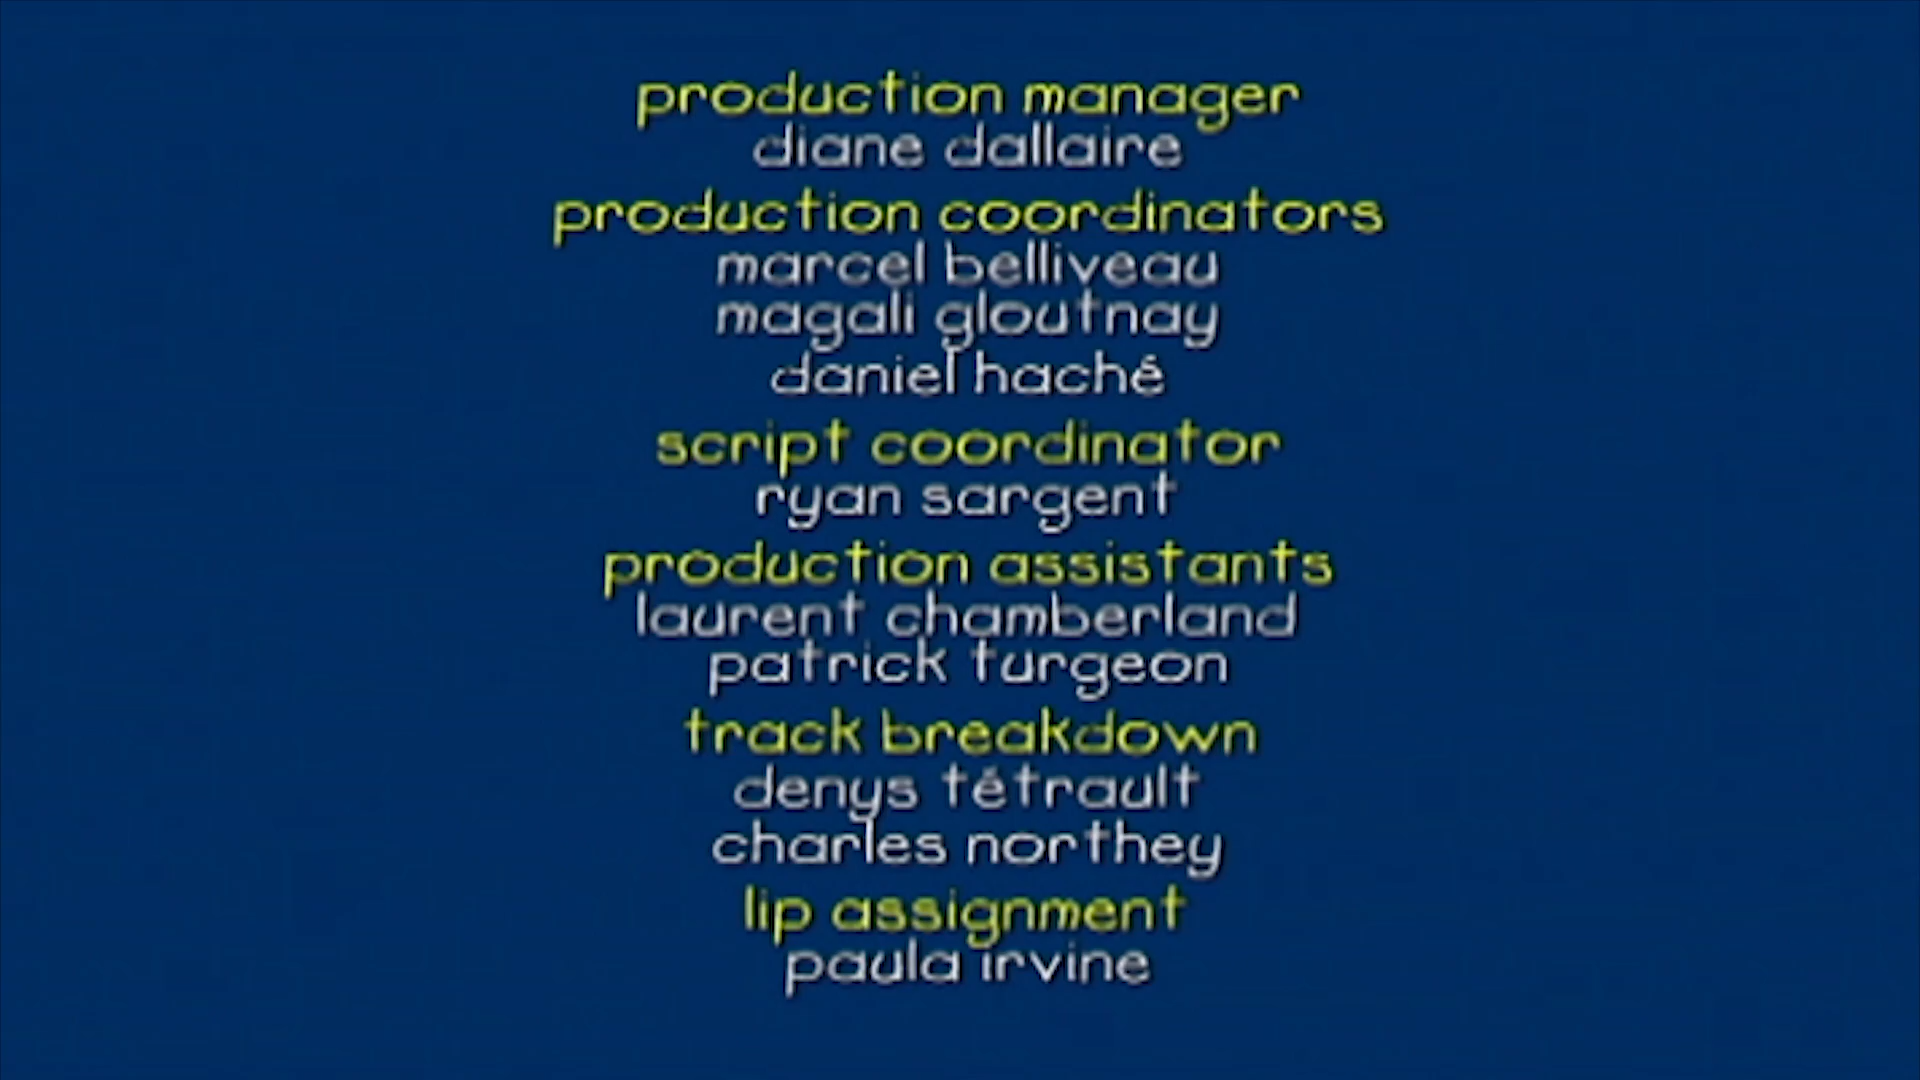 production manager
diane dallaire
production coordinators
marcel belliveau
magali gloutnay
daniel haché
script coordinator
ryan sargent
production assistants
laurent chamberland
patrick turgeon
track breakdown
denys tétrault
charles northey
lip assignment
paula irvine